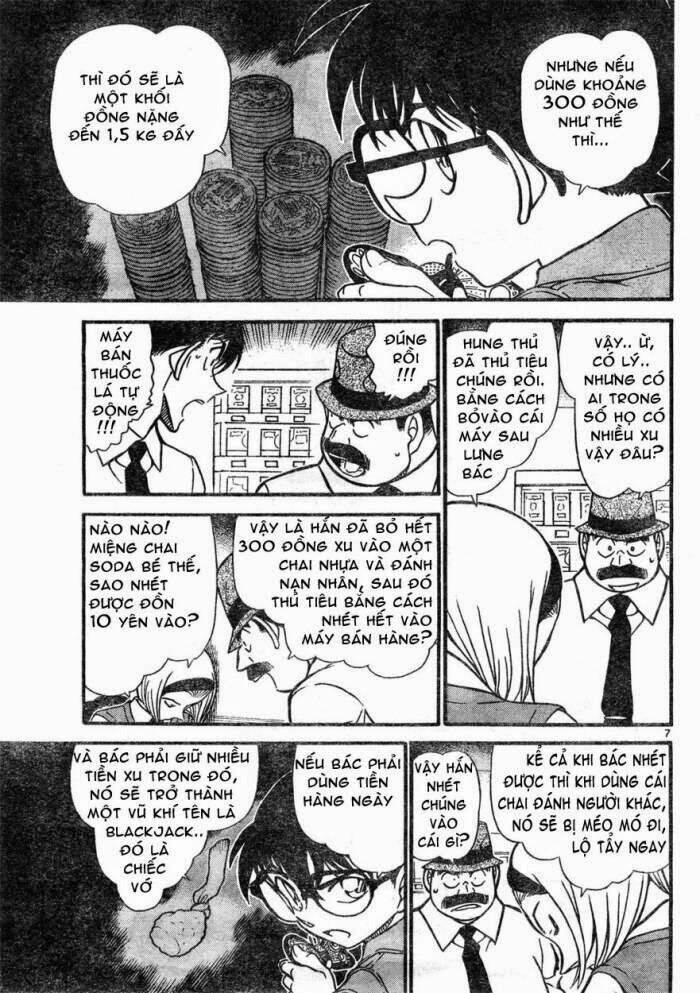 NHƯNG NẾU
DÙNG KHOẢNG
300 ĐỒNG
NHƯ THẾ
THÌ...
THÌ ĐÓ SẼ LÀ
MỘT KHỐI
ĐỒNG NẶNG
ĐẾN 1,5 KG ĐẤY
VẬY.. Ừ,
CÓ LÝ..
NHƯNG CÓ
AI TRONG
SỐ HỌ CÓ
NHIỀU XU
VẬY ĐÂU?
HUNG THỦ
ĐÃ THỦ TIÊU
CHÚNG RỒI.
BẰNG CÁCH
BỎVÀO CÁI
MÁY SAU
LƯNG
BÁC
ĐÚNG
RỒI
!!!
MÁY
BÁN
THUỐC
LÁ TỰ
ĐỘNG
!!!
VẬY LÀ HẮN ĐÃ BỎ HẾT
300 ĐỒNG XU VÀO MỘT
CHAI NHỰA VÀ ĐÁNH
NẠN NHÂN, SAU ĐÓ
THỦ TIÊU BẰNG CÁCH
NHÉT HẾT VÀO
MÁY BÁN HÀNG?
NÀO NÀO!
MIỆNG CHAI
SODA BÉ THẾ,
SAO NHÉT
ĐƯỢC ĐỒN
10 YÊN VÀO?
7
KỂ CẢ KHI BÁC NHÉT
ĐƯỢC THÌ KHI DÙNG CÁI
CHAI ĐÁNH NGƯỜI KHÁC,
NÓ SẼ BỊ MÉO MÓ ĐI,
LỘ TẨY NGAY
VẬY HẮN
NHÉT
CHÚNG
VÀO
CÁI GÌ?
NẾU BÁC PHẢI
DÙNG TIỀN
HÀNG NGÀY
VÀ BÁC PHẢI GIỮ NHIỀU
TIỀN XU TRONG ĐÓ,
NÓ SẼ TRỞ THÀNH
MỘT VŨ KHÍ TÊN LÀ
BLACKJACK..
ĐÓ LÀ
CHIẾC
VỚ